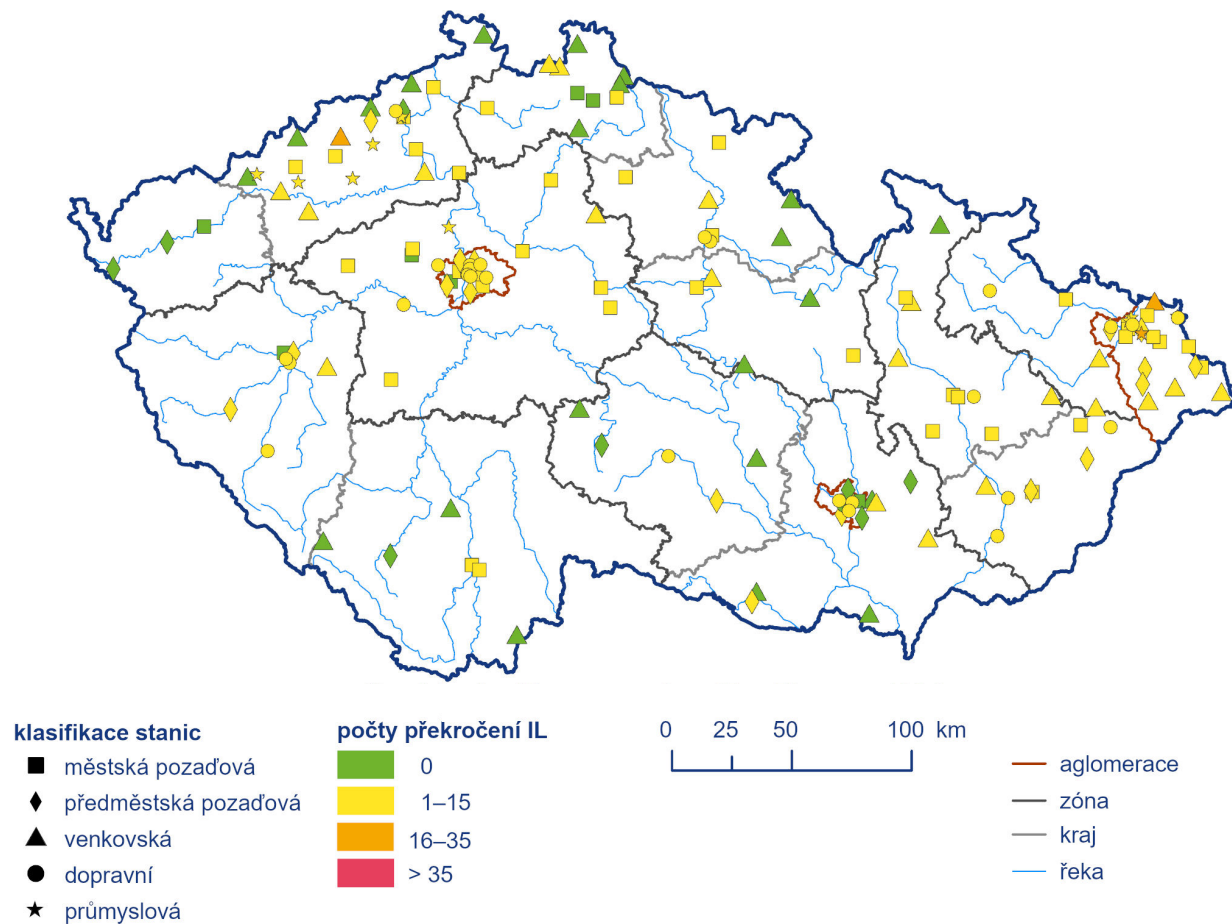 klasifikace stanic
městská pozaďová
předměstská pozaďová
venkovská
dopravní
průmyslová
počty překročení IL
0
1–15
16–35
> 35
0 25 50 100 km
aglomerace
zóna
kraj
řeka